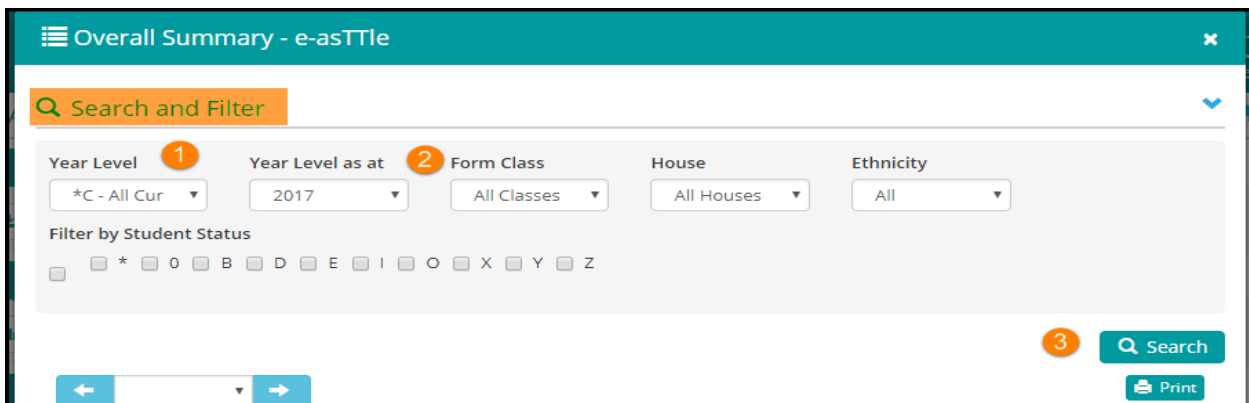 Overall Summary - e-asTTle
Search and Filter
Year Level 1 Year Level as at 2 Form Class House Ethnicity
*C - All Cur 2017 All Classes All Houses All
Filter by Student Status
* 0 B D E I O X Y Z
3 Search
Print